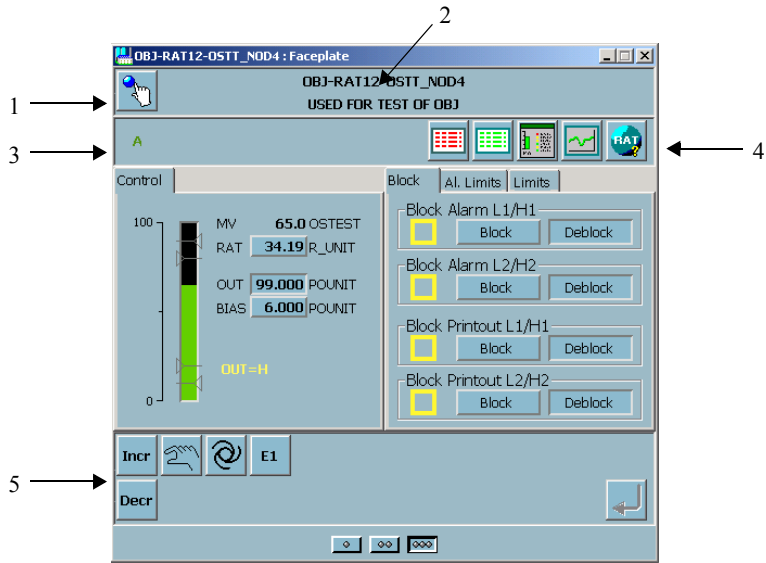 2
OBJ-RAT12-OSTT_NOD4 : Faceplate
1
OBJ-RAT12-OSTT_NOD4
USED FOR TEST OF OBJ
3
A
RAT
?
4
Control
Block
Al. Limits
Limits
100
MV 65.0 OSTEST
RAT 34.19 R_UNIT
OUT 99.000 POUNIT
BIAS 6.000 POUNIT
OUT=H
0
Block Alarm L1/H1
Block Deblock
Block Alarm L2/H2
Block Deblock
Block Printout L1/H1
Block Deblock
Block Printout L2/H2
Block Deblock
5
Incr
E1
Decr